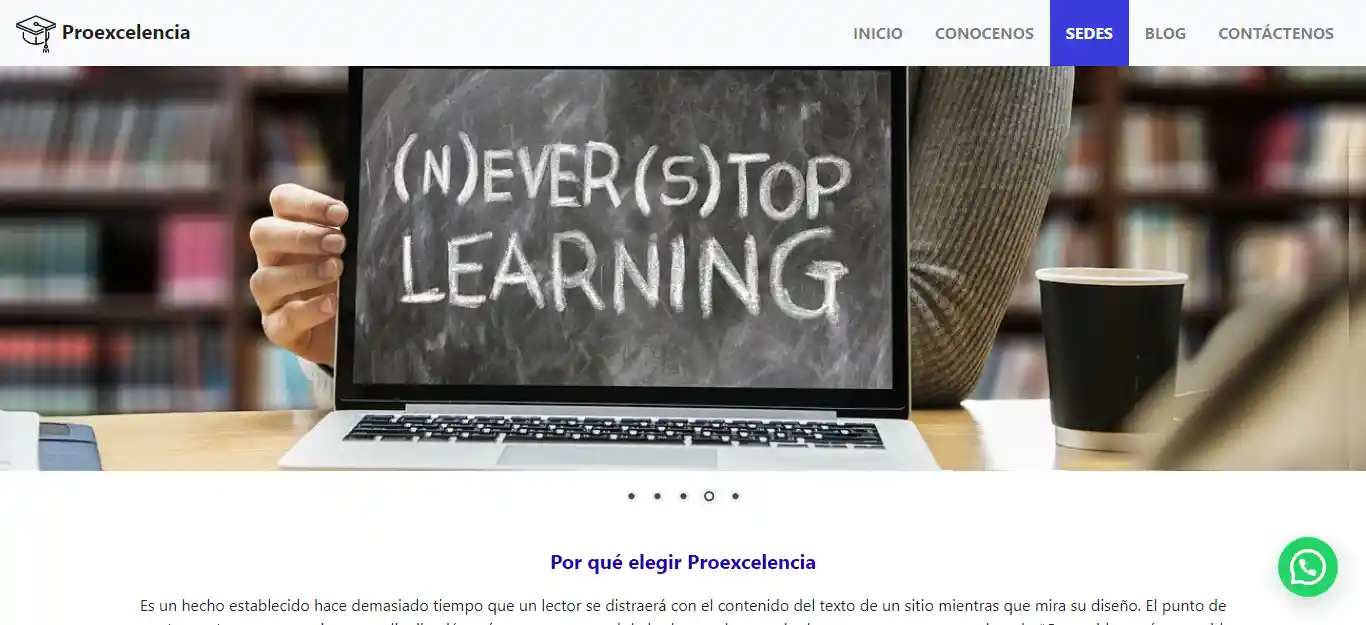 Proexcelencia
INICIO
CONOCENOS
SEDES
BLOG
CONTÁCTENOS
(N)EVER (S)TOP
LEARNING
Por qué elegir Proexcelencia
Es un hecho establecido hace demasiado tiempo que un lector se distraerá con el contenido del texto de un sitio mientras que mira su diseño. El punto de